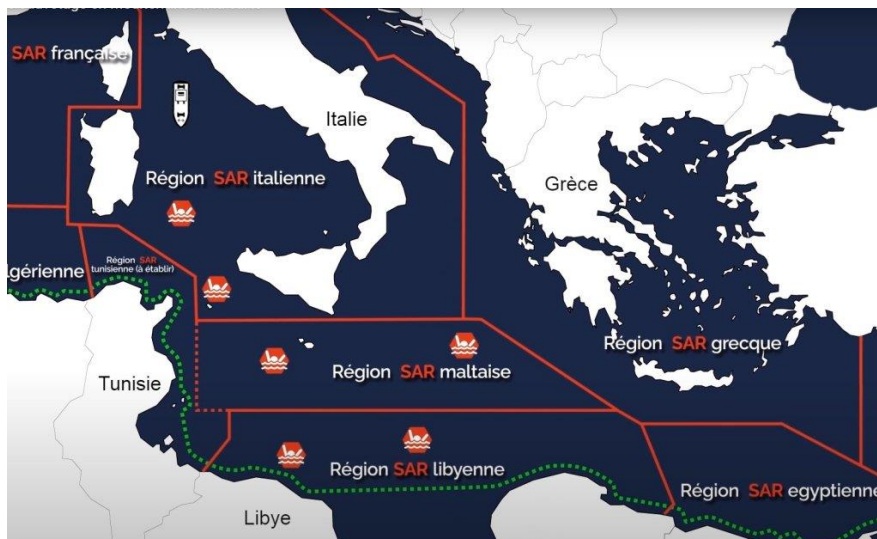 SAR française
Italie
Région SAR italienne
Grèce
Région SAR
tunisienne (à établir)
gérienne
Région SAR grecque
Région SAR maltaise
Tunisie
Région SAR libyenne
Région SAR egyptienne
Libye